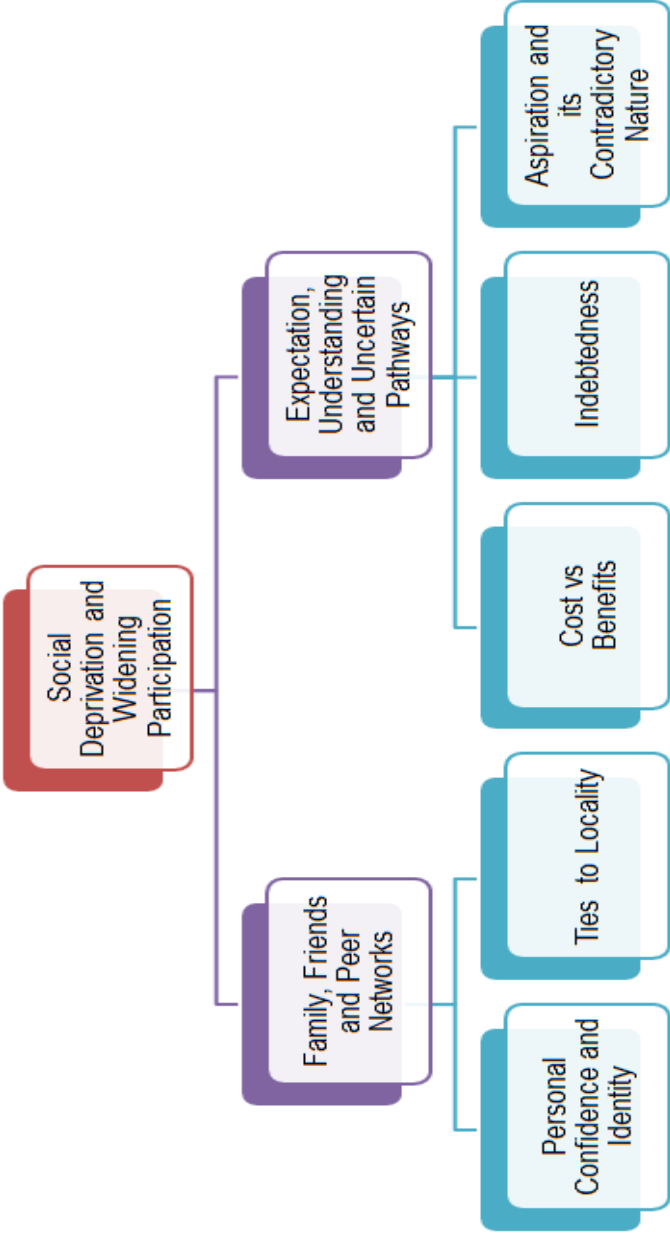 Social
Deprivation and
Widening
Participation
Family, Friends
and Peer
Networks
Expectation,
Understanding
and Uncertain
Pathways
Personal
Confidence and
Identity
Ties to Locality
Cost vs
Benefits
Indebtedness
Aspiration and
its
Contradictory
Nature